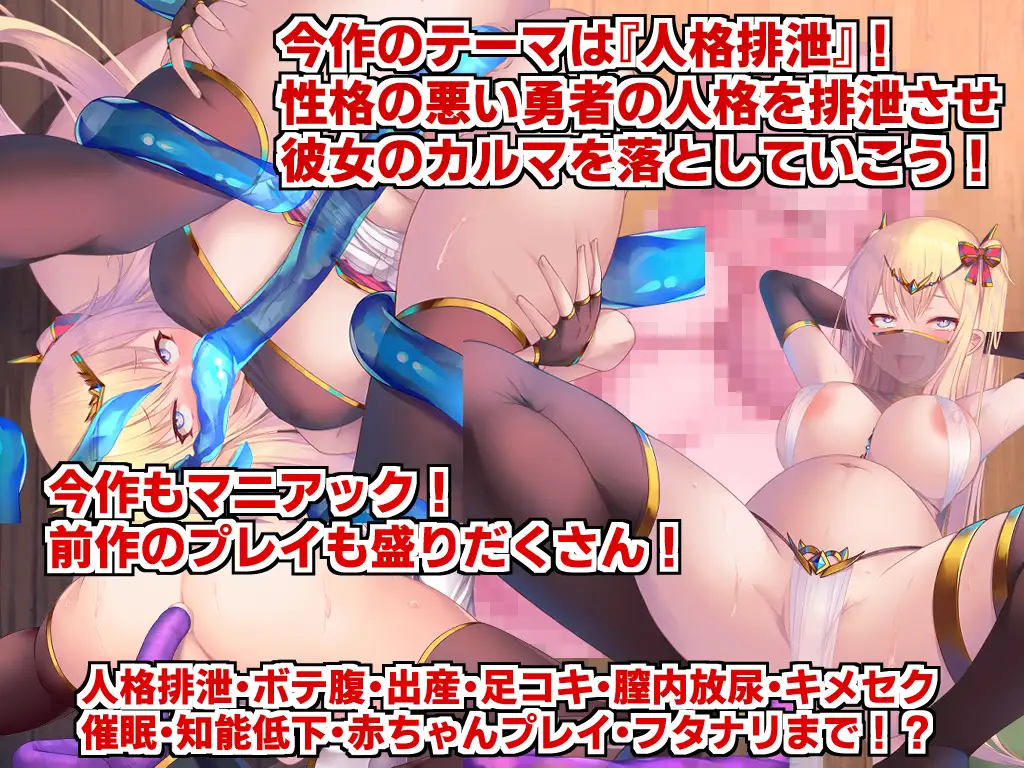 今作のテーマは『人格排泄』！
性格の悪い勇者の人格を排泄させ
彼女のカルマを落としていこう！
今作もマニアック！
前作のプレイも盛りだくさん！
人格排泄・ボテ腹・出産・足コキ・膣内放尿・キメセク
催眠・知能低下・赤ちゃんプレイ・フタナリまで！？